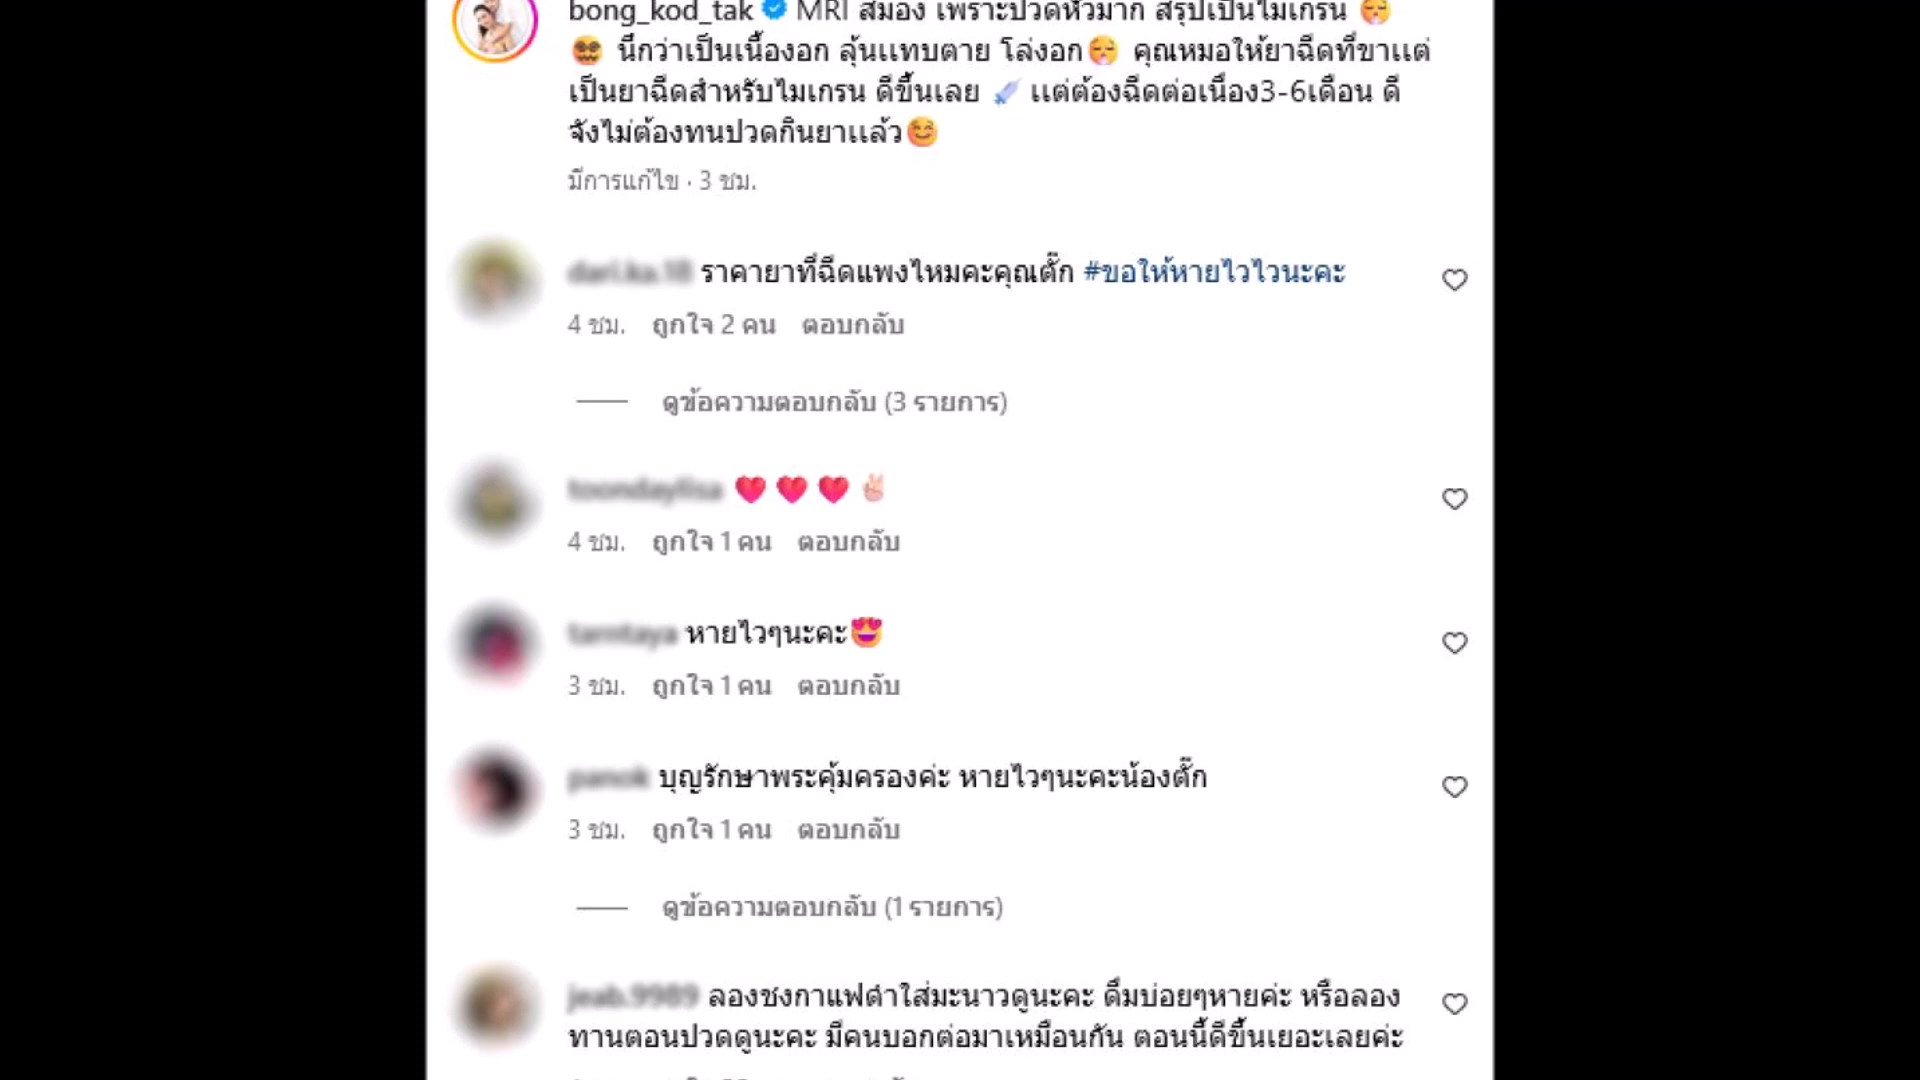 bong_kod_tak MRI สมอง เพราะปวดหัวมาก สรุปเป็นไมเกรน 😮‍💨
🥸 นึกว่าเป็นเนื้องอก ลุ้นแทบตาย โล่งอก😮‍💨 คุณหมอให้ยาฉีดที่ขาแต่
เป็นยาฉีดสำหรับไมเกรน ดีขึ้นเลย 💉 แต่ต้องฉีดต่อเนื่อง3-6เดือน ดี
จังไม่ต้องทนปวดกินยาแล้ว😊
มีการแก้ไข · 3 ชม.
ราคายาที่ฉีดแพงไหมคะคุณตั๊ก #ขอให้หายไวไวนะคะ
4 ชม. ถูกใจ 2 คน ตอบกลับ
ดูข้อความตอบกลับ (3 รายการ)
toondaylisa ❤️ ❤️ ❤️ ✌🏻
4 ชม. ถูกใจ 1 คน ตอบกลับ
tarntaya หายไวๆนะคะ😍
3 ชม. ถูกใจ 1 คน ตอบกลับ
panok บุญรักษาพระคุ้มครองค่ะ หายไวๆนะคะน้องตั๊ก
3 ชม. ถูกใจ 1 คน ตอบกลับ
ดูข้อความตอบกลับ (1 รายการ)
jeab.9989 ลองชงกาแฟดำใส่มะนาวดูนะคะ ดื่มบ่อยๆหายค่ะ หรือลอง
ทานตอนปวดดูนะคะ มีคนบอกต่อมาเหมือนกัน ตอนนี้ดีขึ้นเยอะเลยค่ะ